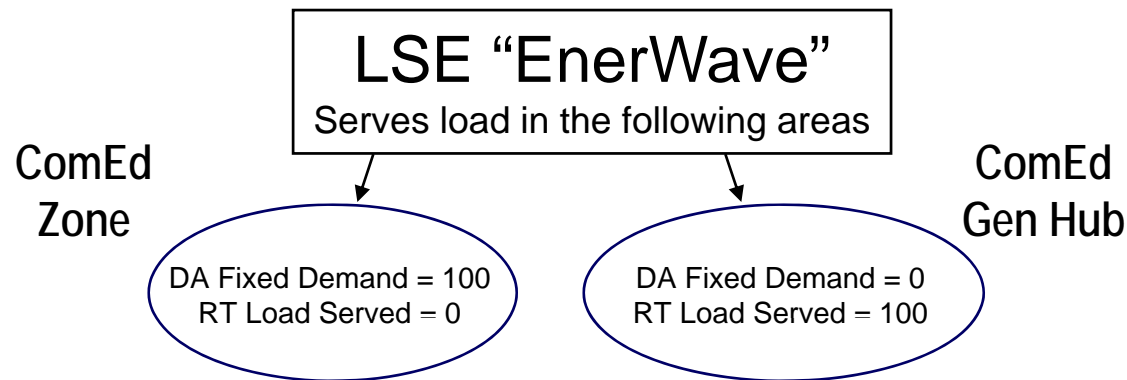 LSE “EnerWave”
Serves load in the following areas
ComEd
Zone
DA Fixed Demand = 100
RT Load Served = 0
ComEd
Gen Hub
DA Fixed Demand = 0
RT Load Served = 100